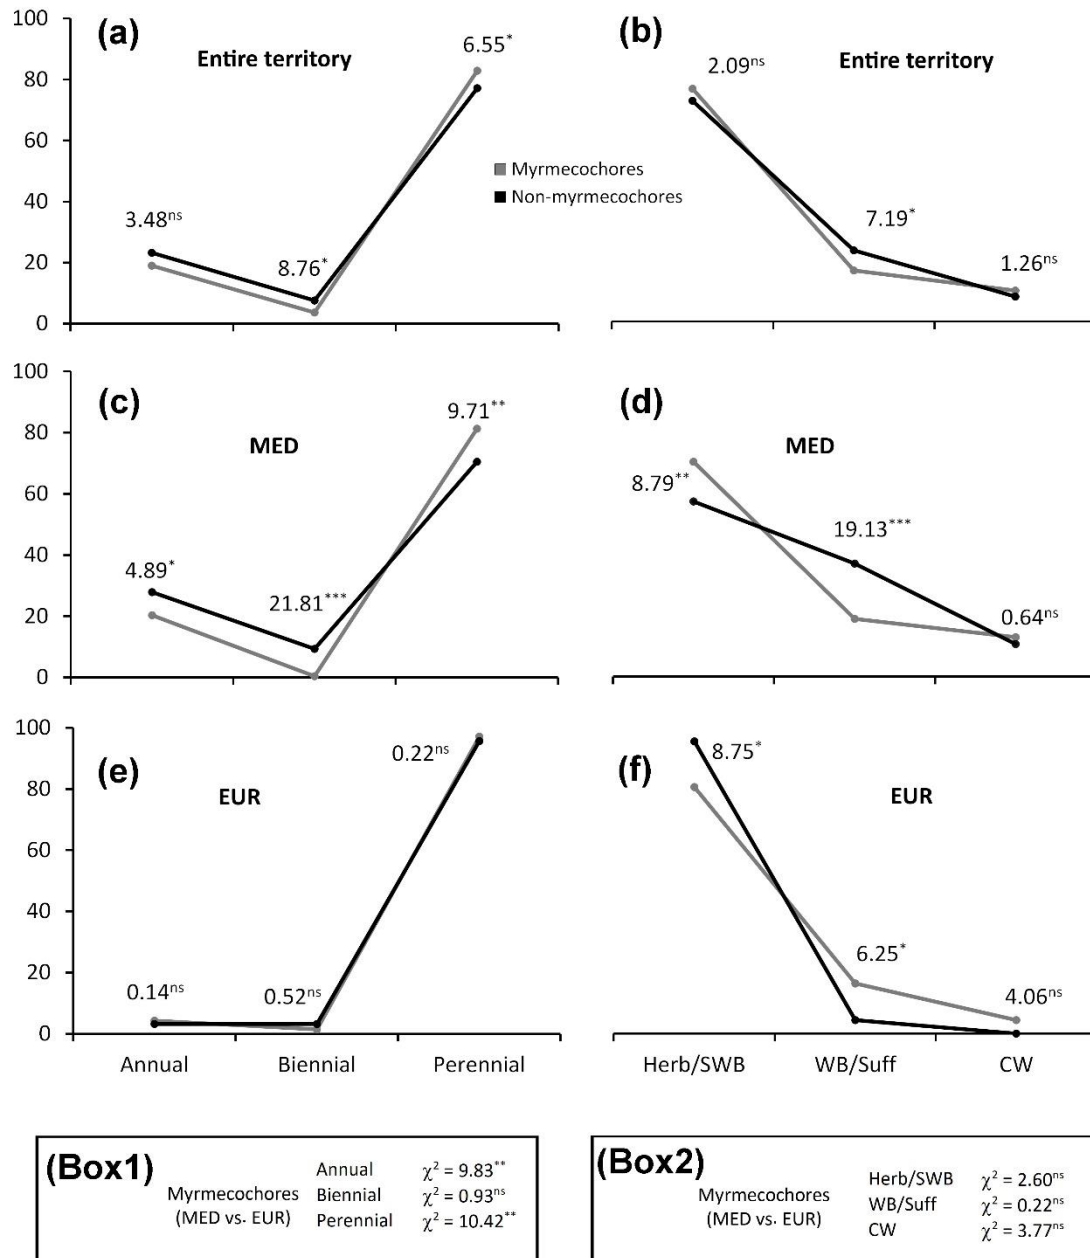 (a)
Entire territory
100
80
60
40
20
0
3.48ns
8.76*
6.55*
(b)
Entire territory
2.09ns
7.19*
1.26ns
Myrmecochores
Non-myrmecochores
(c)
MED
100
80
60
40
20
0
4.89*
21.81***
9.71**
(d)
MED
8.79**
19.13***
0.64ns
(e)
EUR
100
80
60
40
20
0
0.14ns
0.52ns
0.22ns
Annual Biennial Perennial
(f)
EUR
8.75*
6.25*
4.06ns
Herb/SWB WB/Suff CW
(Box1)
Myrmecochores
(MED vs. EUR)
Annual χ2 = 9.83**
Biennial χ2 = 0.93ns
Perennial χ2 = 10.42**
(Box2)
Myrmecochores
(MED vs. EUR)
Herb/SWB χ2 = 2.60ns
WB/Suff χ2 = 0.22ns
CW χ2 = 3.77ns